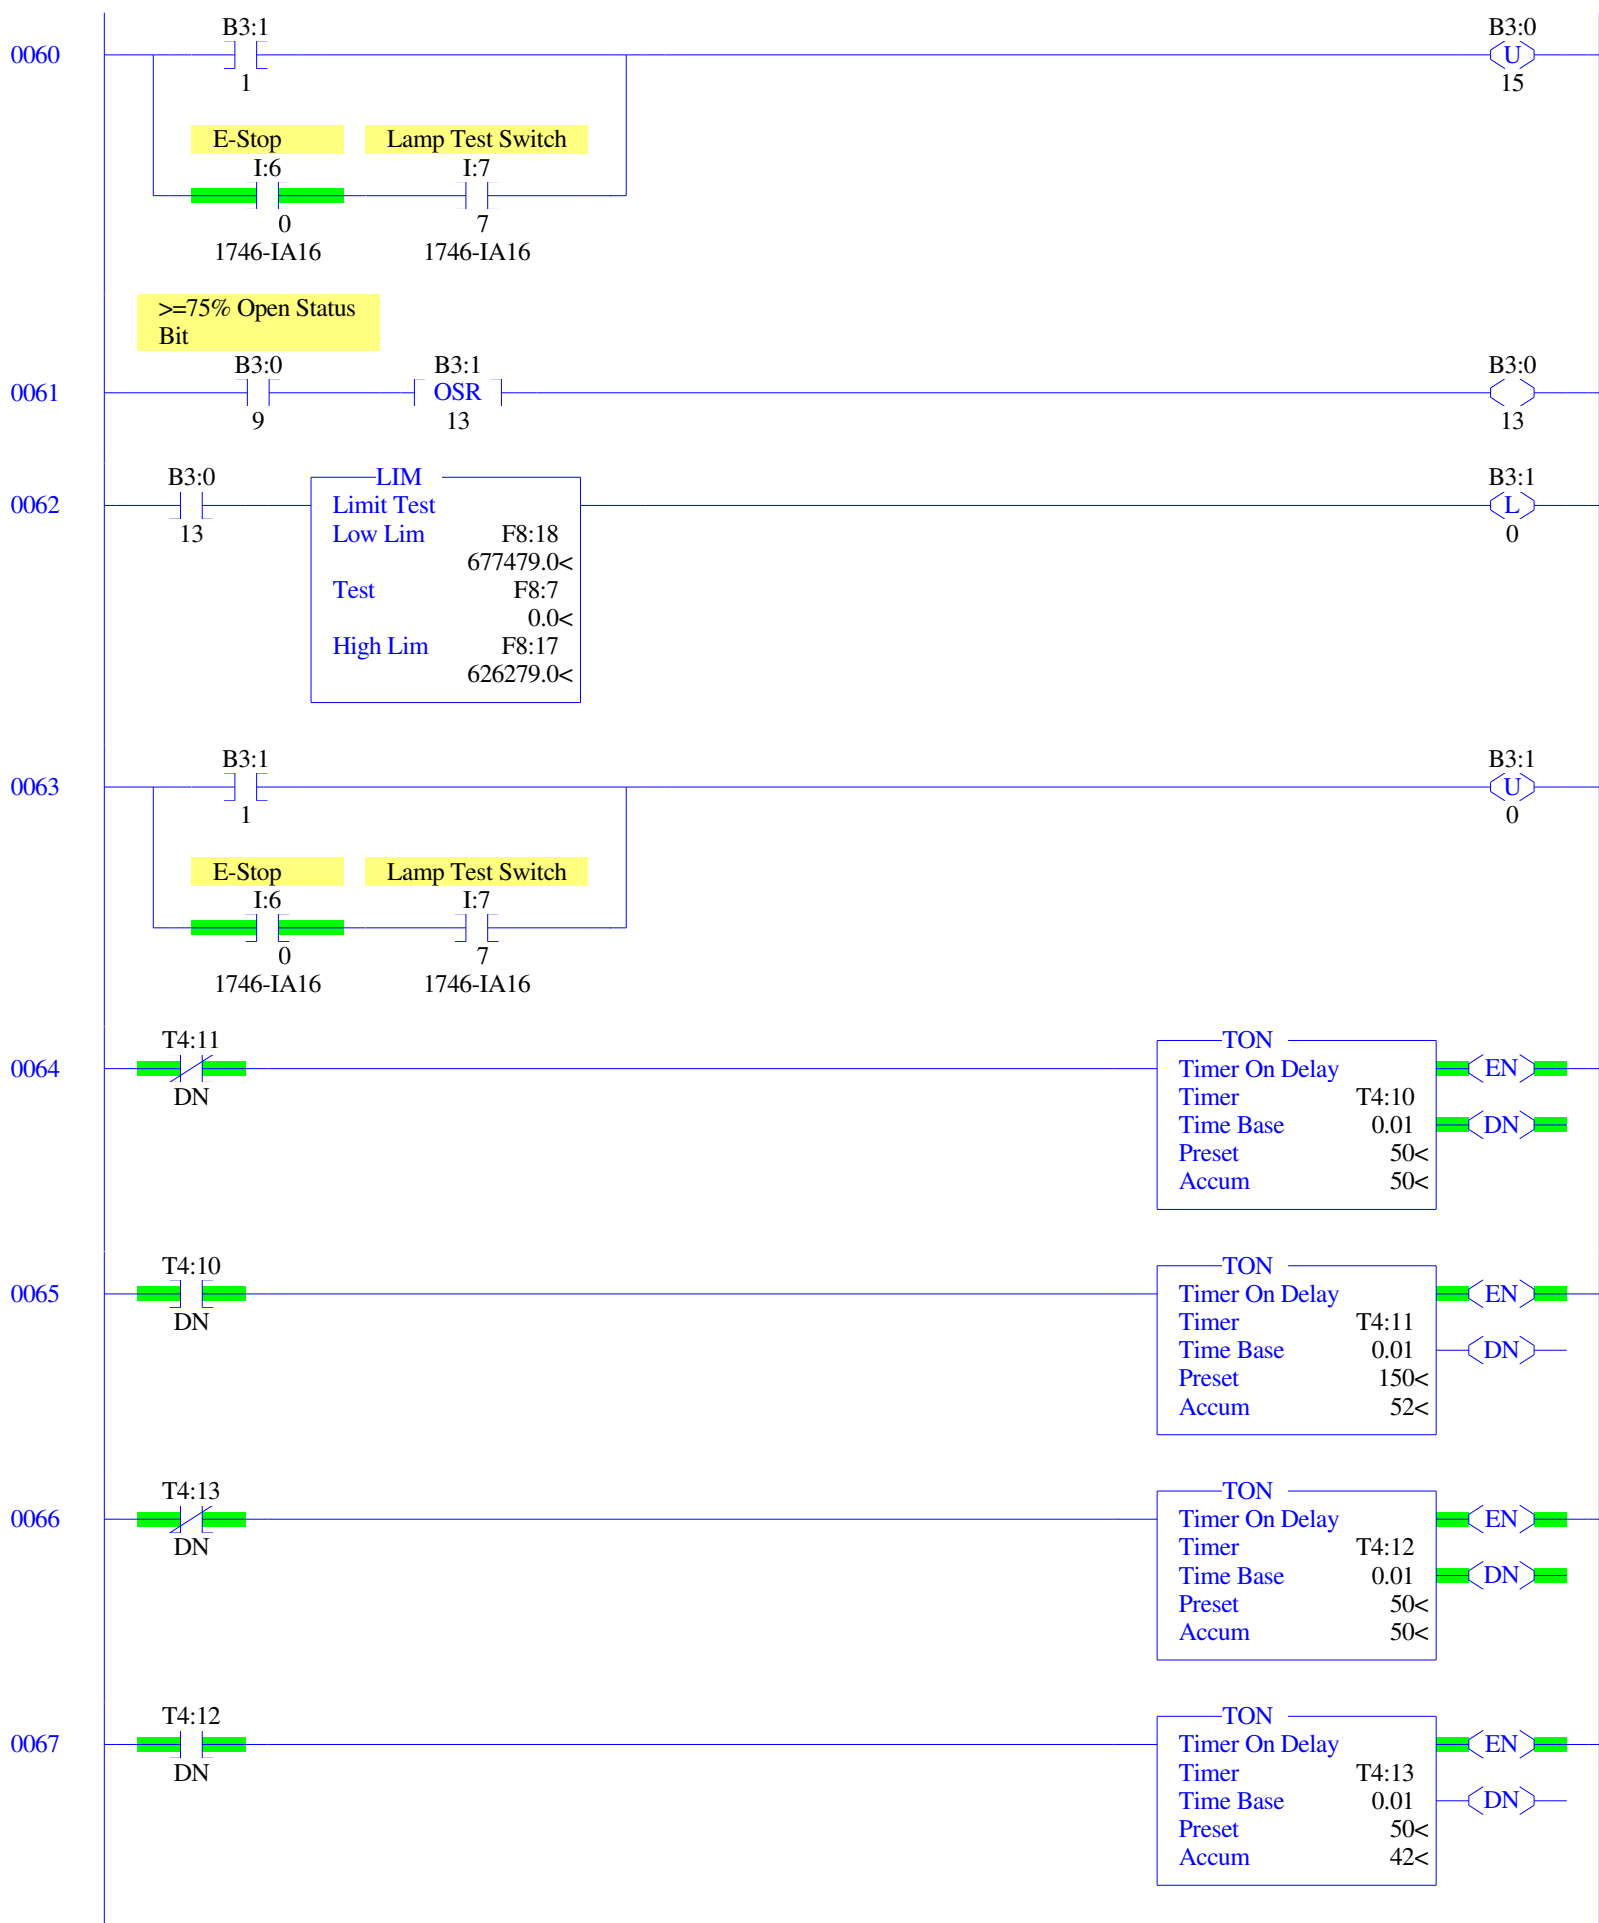 B3:1
B3:0
0060
U
1
15
E-Stop
Lamp Test Switch
I:6
I:7
0
7
1746-IA16
1746-IA16
>=75% Open Status
Bit
B3:0
B3:1
B3:0
0061
OSR
9
13
13
B3:0
LIM
B3:1
0062
Limit Test
L
13
Low Lim F8:18
0
677479.0<
Test F8:7
0.0<
High Lim F8:17
626279.0<
B3:1
B3:1
0063
U
1
0
E-Stop
Lamp Test Switch
I:6
I:7
0
7
1746-IA16
1746-IA16
T4:11
TON
0064
Timer On Delay
EN
DN
Timer T4:10
Time Base 0.01
DN
Preset 50<
Accum 50<
T4:10
TON
0065
Timer On Delay
EN
DN
Timer T4:11
Time Base 0.01
DN
Preset 150<
Accum 52<
T4:13
TON
0066
Timer On Delay
EN
DN
Timer T4:12
Time Base 0.01
DN
Preset 50<
Accum 50<
T4:12
TON
0067
Timer On Delay
EN
DN
Timer T4:13
Time Base 0.01
DN
Preset 50<
Accum 42<